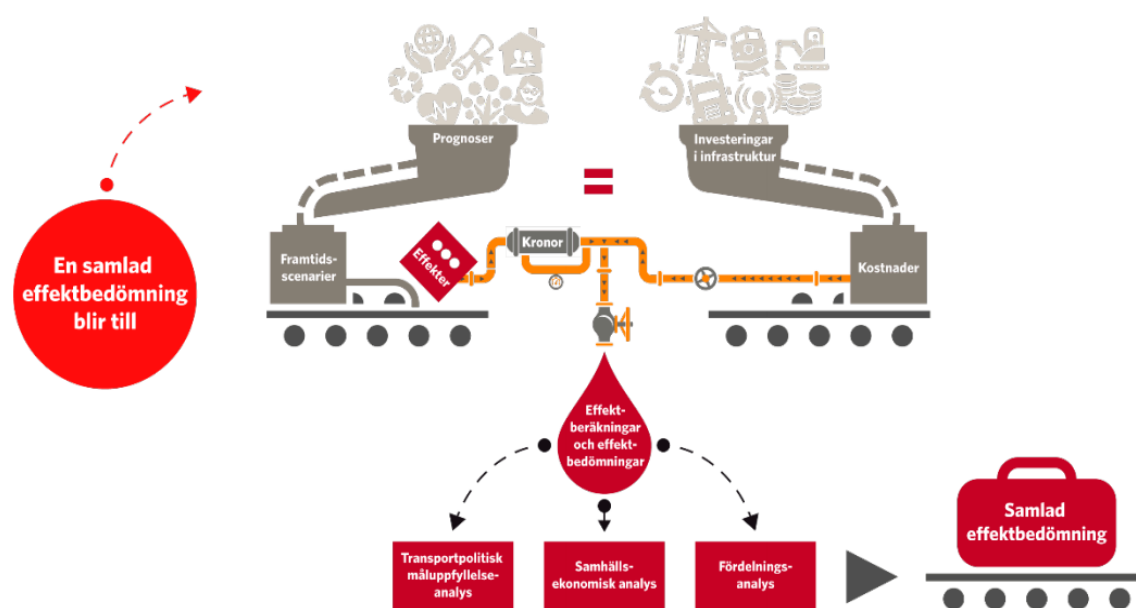 En samlad
effektbedömning
blir till
Prognoser
Investeringar
i infrastruktur
=
Framtids-
scenarier
Effekter
Kronor
Kostnader
Effekt-
beräkningar
och effekt-
bedömningar
Transportpolitisk
måluppfyllelse-
analys
Samhälls-
ekonomisk analys
Fördelnings-
analys
Samlad
effektbedömning